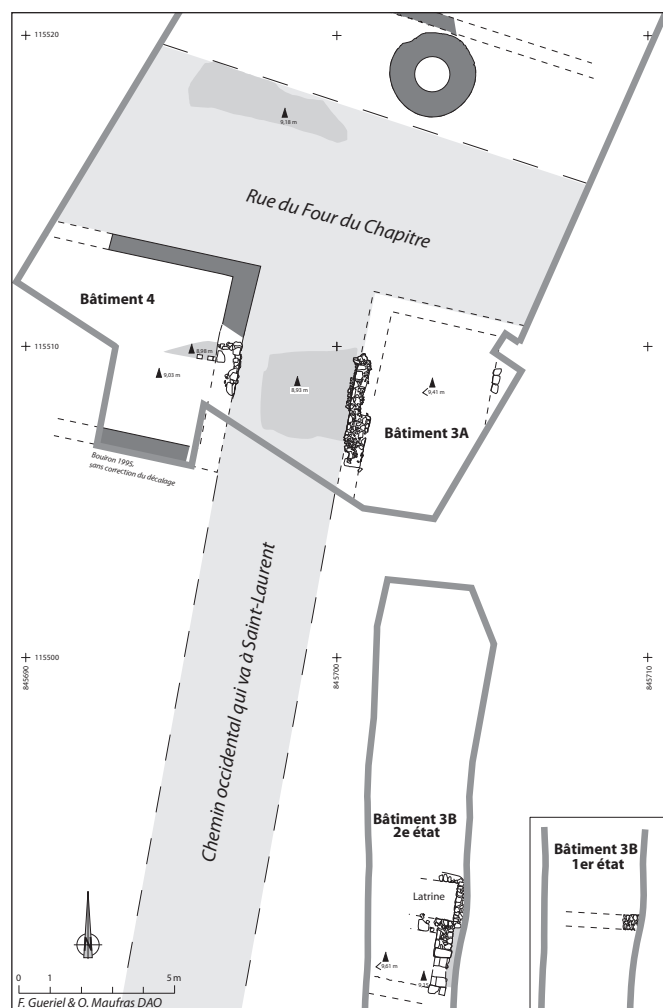 115520
9,18 m
Rue du Four du Chapitre
Bâtiment 4
115510
8,98 m
9,03 m
8,93 m
9,41 m
Bâtiment 3A
Bouiron 1995,
sans correction du décalage
Chemin occidental qui va à Saint-Laurent
115500
845690
845700
845710
Bâtiment 3B
2e état
Bâtiment 3B
1er état
Latrine
N
9,61 m
0 1 5 m
F. Gueriel & O. Maufras DAO